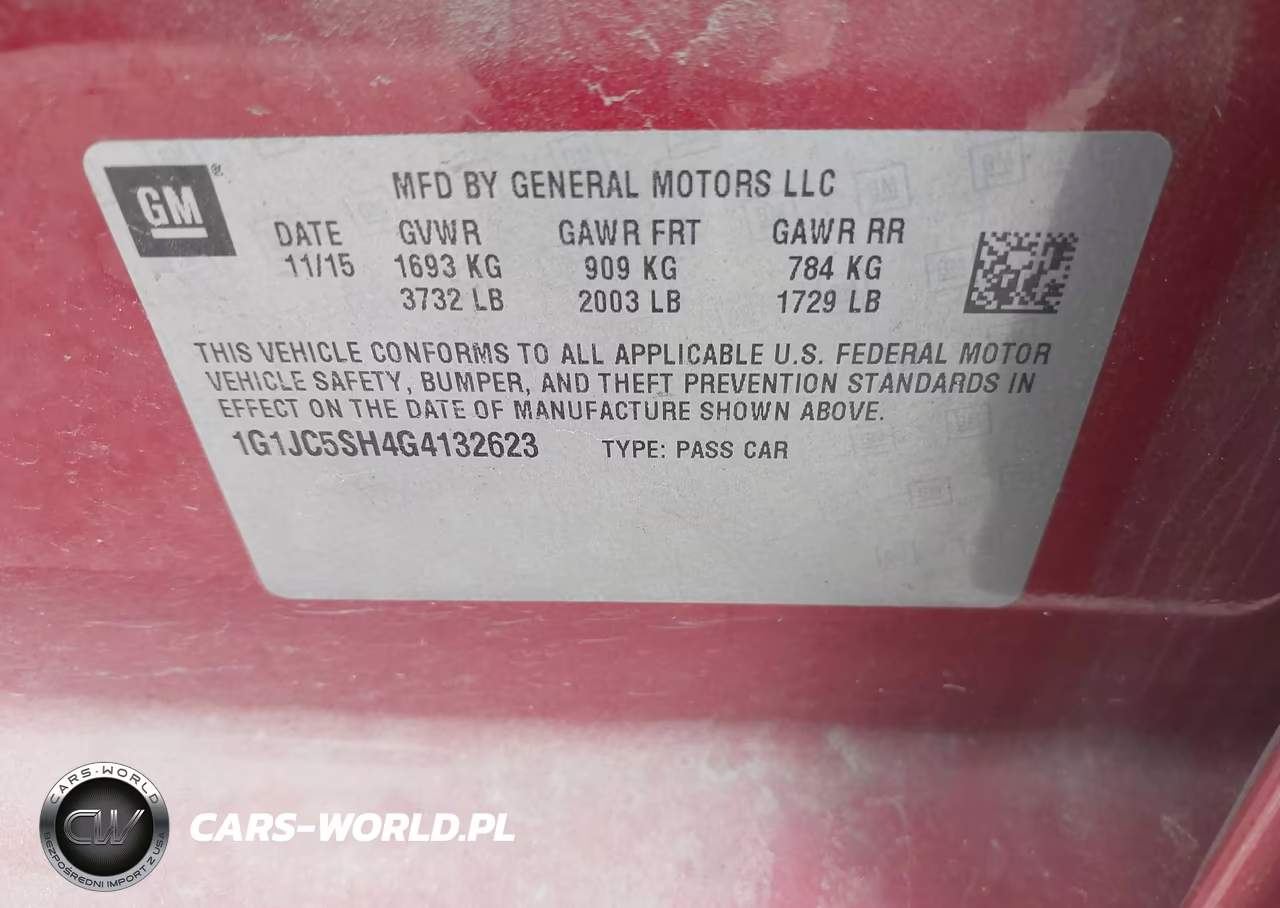 GM®
MFD BY GENERAL MOTORS LLC
DATE GVWR GAWR FRT GAWR RR
11/15 1693 KG 909 KG 784 KG
3732 LB 2003 LB 1729 LB
THIS VEHICLE CONFORMS TO ALL APPLICABLE U.S. FEDERAL MOTOR
VEHICLE SAFETY, BUMPER, AND THEFT PREVENTION STANDARDS IN
EFFECT ON THE DATE OF MANUFACTURE SHOWN ABOVE.
1G1JC5SH4G4132623 TYPE: PASS CAR
CARS-WORLD
CW
BEZPOŚREDNI IMPORT Z USA
CARS-WORLD.PL